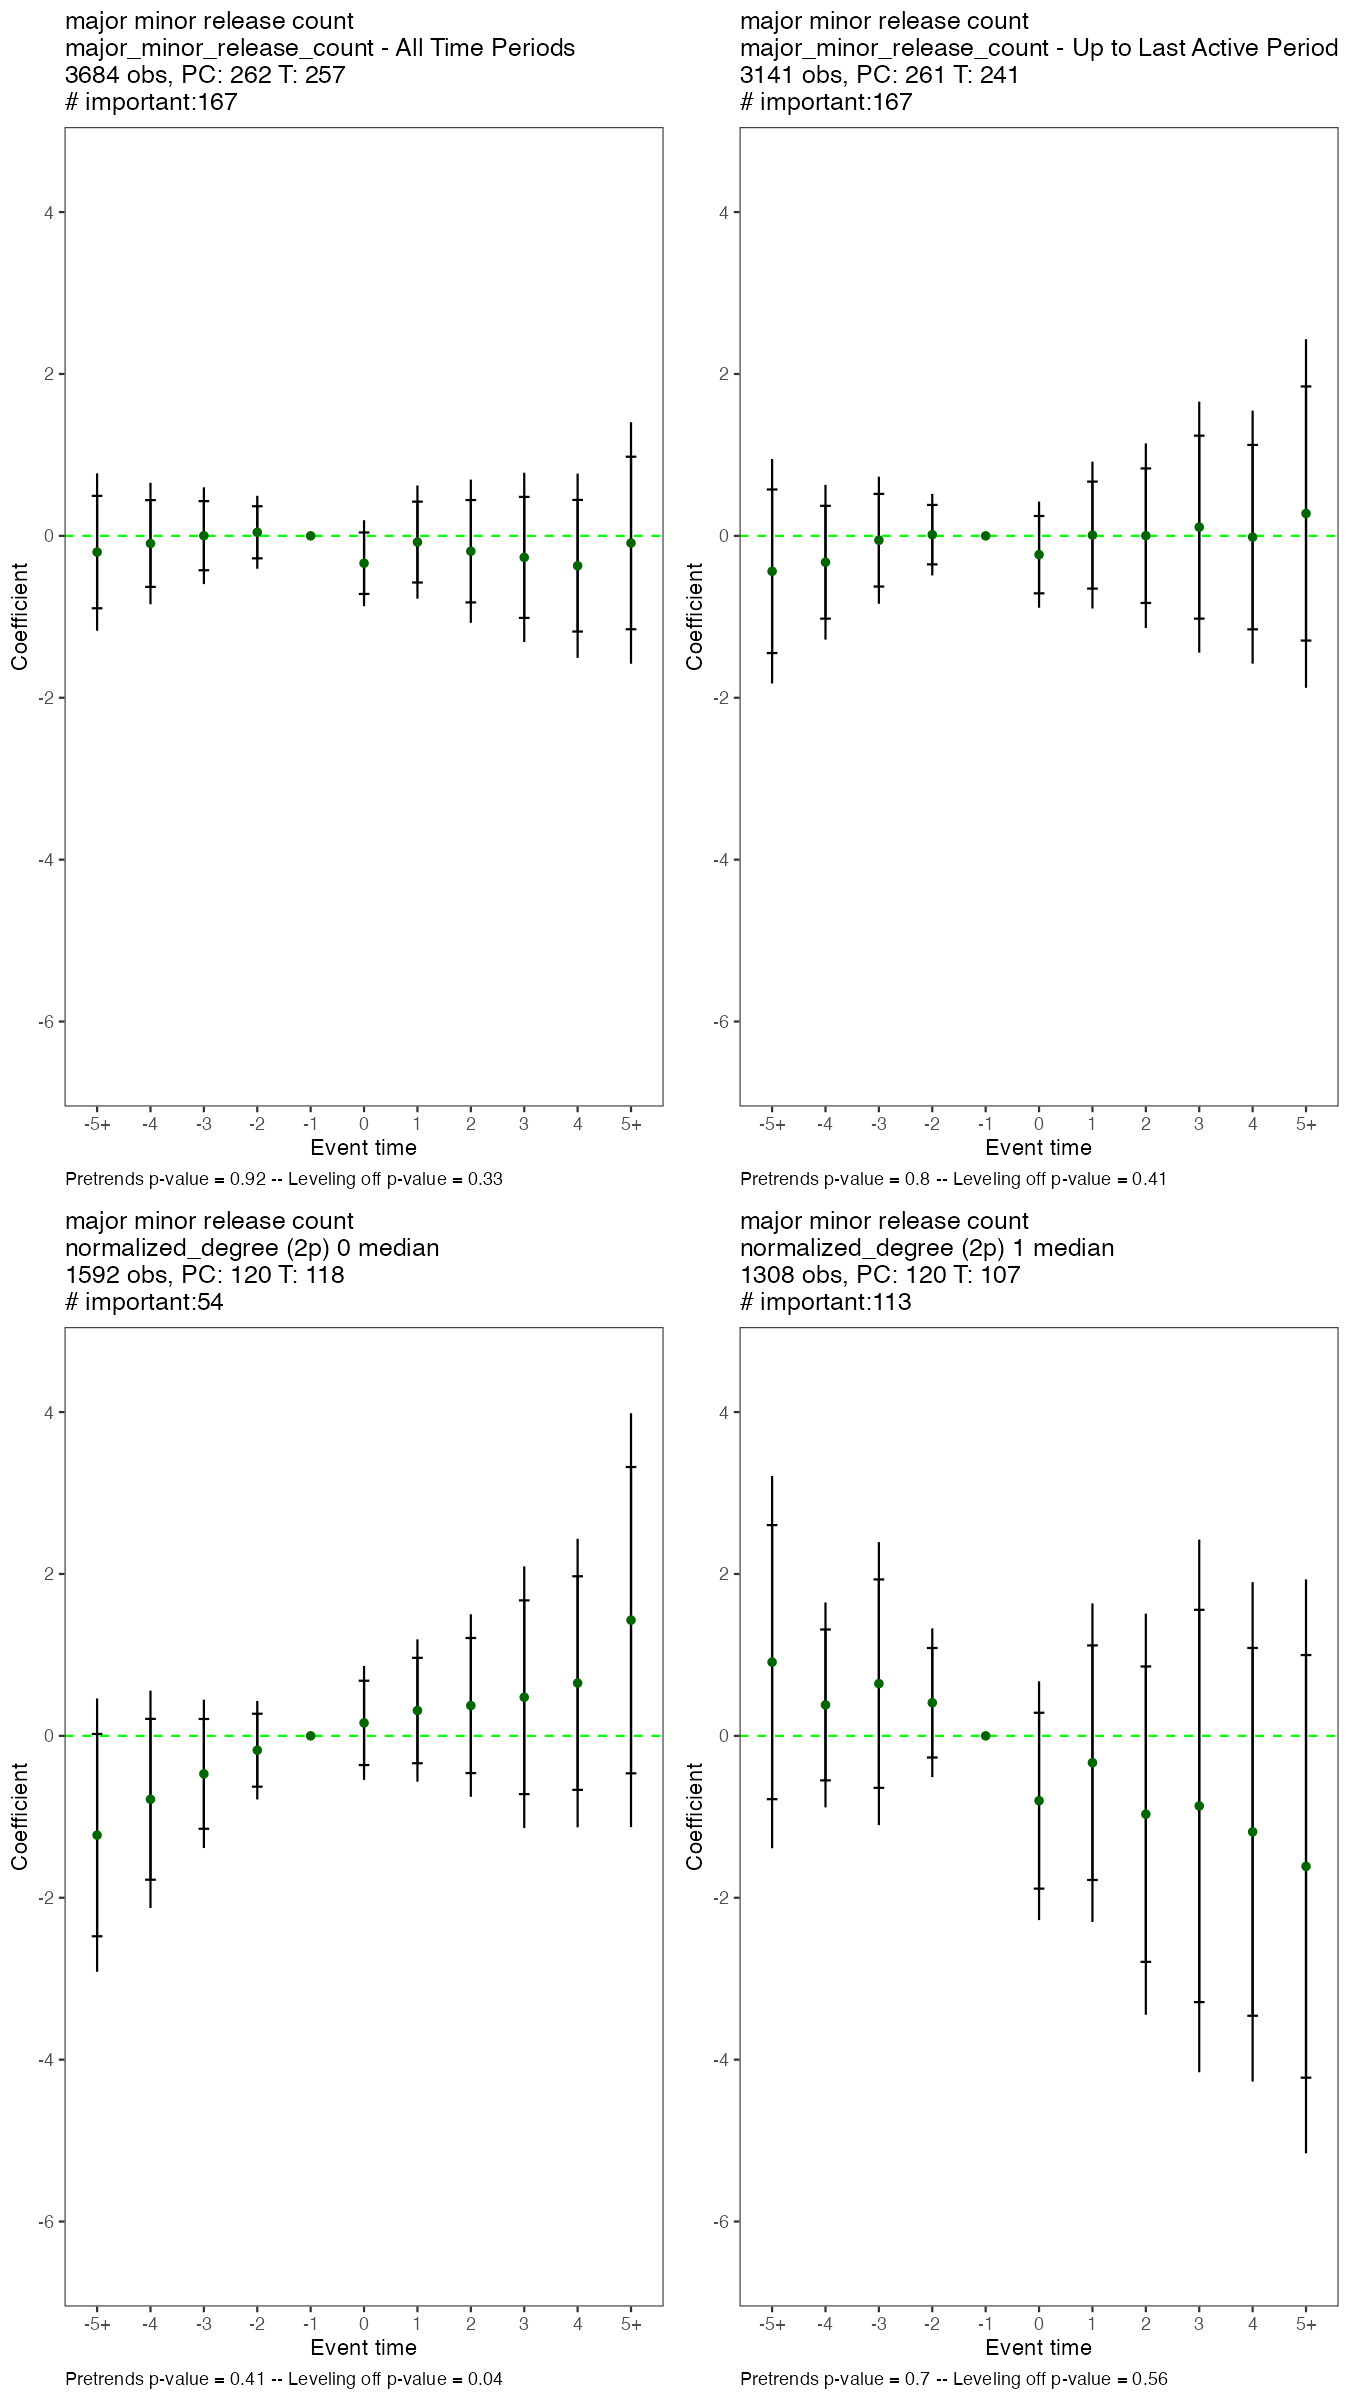 major minor release count
major_minor_release_count - All Time Periods
3684 obs, PC: 262 T: 257
# important:167
4
2
0
-2
-4
-6
Coefficient
-5+ -4 -3 -2 -1 0 1 2 3 4 5+
Event time
Pretrends p-value = 0.92 -- Leveling off p-value = 0.33
major minor release count
major_minor_release_count - Up to Last Active Period
3141 obs, PC: 261 T: 241
# important:167
4
2
0
-2
-4
-6
Coefficient
-5+ -4 -3 -2 -1 0 1 2 3 4 5+
Event time
Pretrends p-value = 0.8 -- Leveling off p-value = 0.41
major minor release count
normalized_degree (2p) 0 median
1592 obs, PC: 120 T: 118
# important:54
4
2
0
-2
-4
-6
Coefficient
-5+ -4 -3 -2 -1 0 1 2 3 4 5+
Event time
Pretrends p-value = 0.41 -- Leveling off p-value = 0.04
major minor release count
normalized_degree (2p) 1 median
1308 obs, PC: 120 T: 107
# important:113
4
2
0
-2
-4
-6
Coefficient
-5+ -4 -3 -2 -1 0 1 2 3 4 5+
Event time
Pretrends p-value = 0.7 -- Leveling off p-value = 0.56